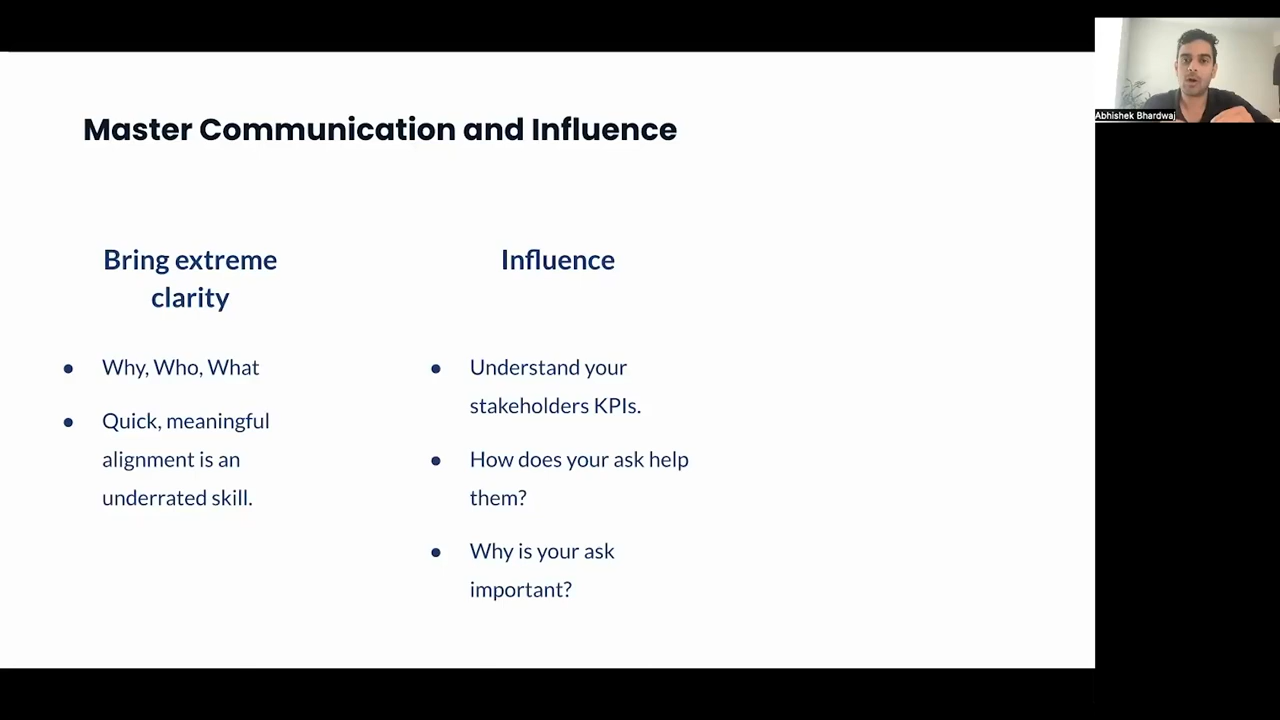 Master Communication and Influence
Bring extreme
clarity
● Why, Who, What
● Quick, meaningful
alignment is an
underrated skill.
Influence
● Understand your
stakeholders KPIs.
● How does your ask help
them?
● Why is your ask
important?
Abhishek Bhardwaj